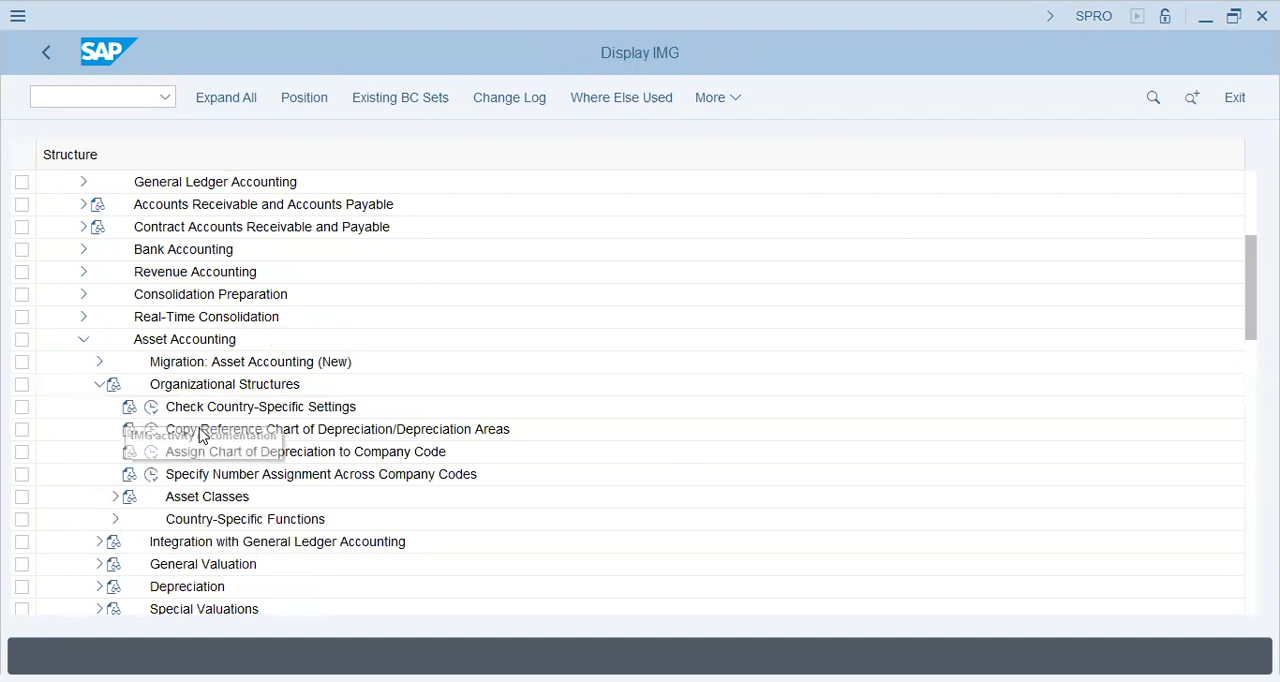 SPRO
SAP
Display IMG
Expand All Position Existing BC Sets Change Log Where Else Used More Exit
Structure
General Ledger Accounting
Accounts Receivable and Accounts Payable
Contract Accounts Receivable and Payable
Bank Accounting
Revenue Accounting
Consolidation Preparation
Real-Time Consolidation
Asset Accounting
Migration: Asset Accounting (New)
Organizational Structures
Check Country-Specific Settings
Copy Reference Chart of Depreciation/Depreciation Areas
IMG activity documentation
Assign Chart of Depreciation to Company Code
Specify Number Assignment Across Company Codes
Asset Classes
Country-Specific Functions
Integration with General Ledger Accounting
General Valuation
Depreciation
Special Valuations